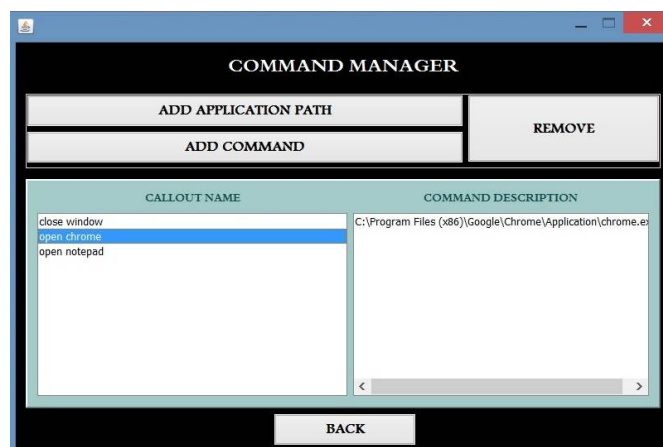 COMMAND MANAGER
ADD APPLICATION PATH
ADD COMMAND
REMOVE
CALLOUT NAME
close window
open chrome
open notepad
COMMAND DESCRIPTION
C:\Program Files (x86)\Google\Chrome\Application\chrome.ex
BACK